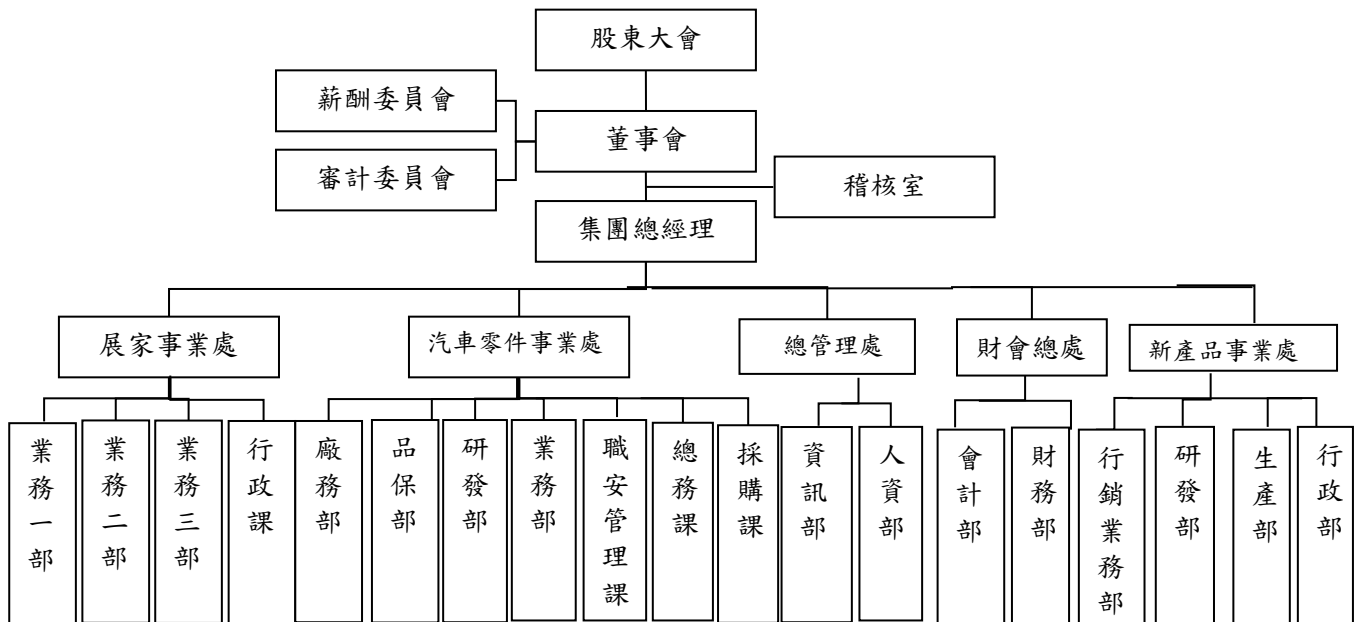 股東大會
薪酬委員會
董事會
審計委員會
稽核室
集團總經理
展家事業處
汽車零件事業處
總管理處
財會總處
新產品事業處
業務一部
業務二部
業務三部
行政課
廠務部
品保部
研發部
業務部
職安管理課
總務課
採購課
資訊部
人資部
會計部
財務部
行銷業務部
研發部
生產部
行政部